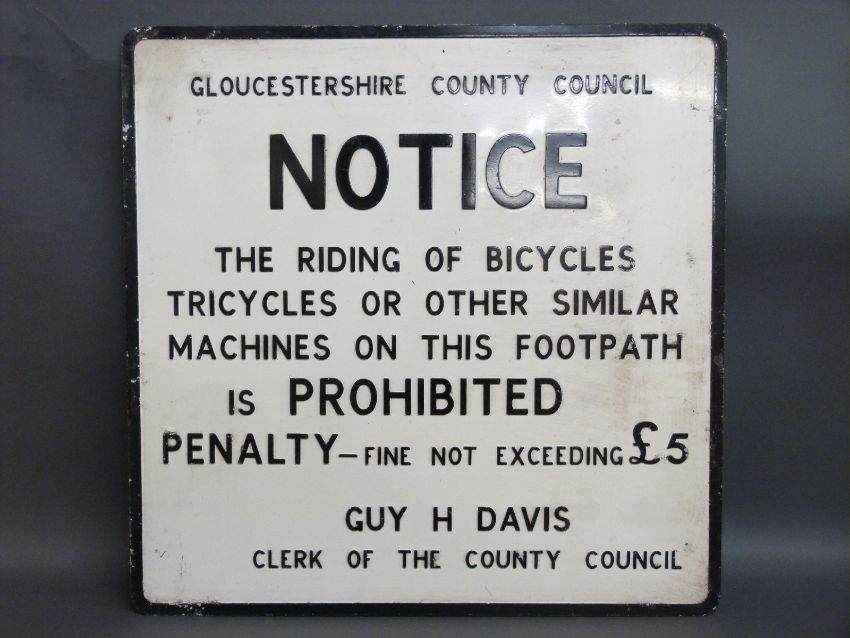 GLOUCESTERSHIRE COUNTY COUNCIL
NOTICE
THE RIDING OF BICYCLES
TRICYCLES OR OTHER SIMILAR
MACHINES ON THIS FOOTPATH
IS PROHIBITED
PENALTY—FINE NOT EXCEEDING £5
GUY H DAVIS
CLERK OF THE COUNTY COUNCIL